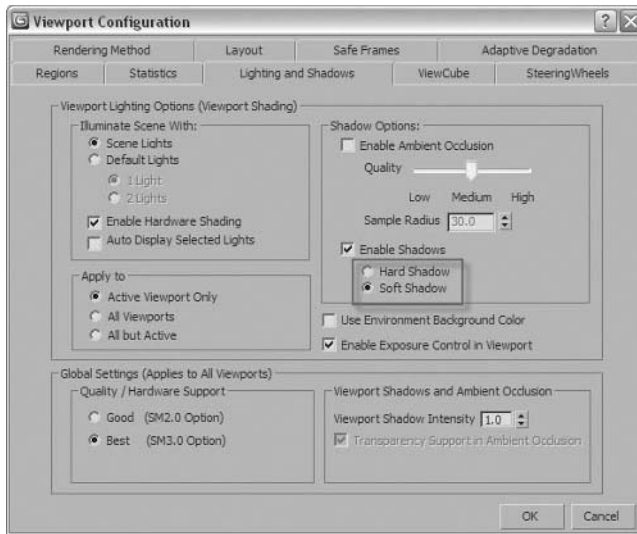 Viewport Configuration
Rendering Method Layout Safe Frames Adaptive Degradation
Regions Statistics Lighting and Shadows ViewCube SteeringWheels
Viewport Lighting Options (Viewport Shading)
Illuminate Scene With:
Scene Lights
Default Lights
1 Light
2 Lights
Enable Hardware Shading
Auto Display Selected Lights
Apply to
Active Viewport Only
All Viewports
All but Active
Shadow Options:
Enable Ambient Occlusion
Quality
Low Medium High
Sample Radius 30.0
Enable Shadows
Hard Shadow
Soft Shadow
Use Environment Background Color
Enable Exposure Control in Viewport
Global Settings (Applies to All Viewports)
Quality / Hardware Support
Good (SM2.0 Option)
Best (SM3.0 Option)
Viewport Shadows and Ambient Occlusion
Viewport Shadow Intensity 1.0
Transparency Support in Ambient Occlusion
OK Cancel